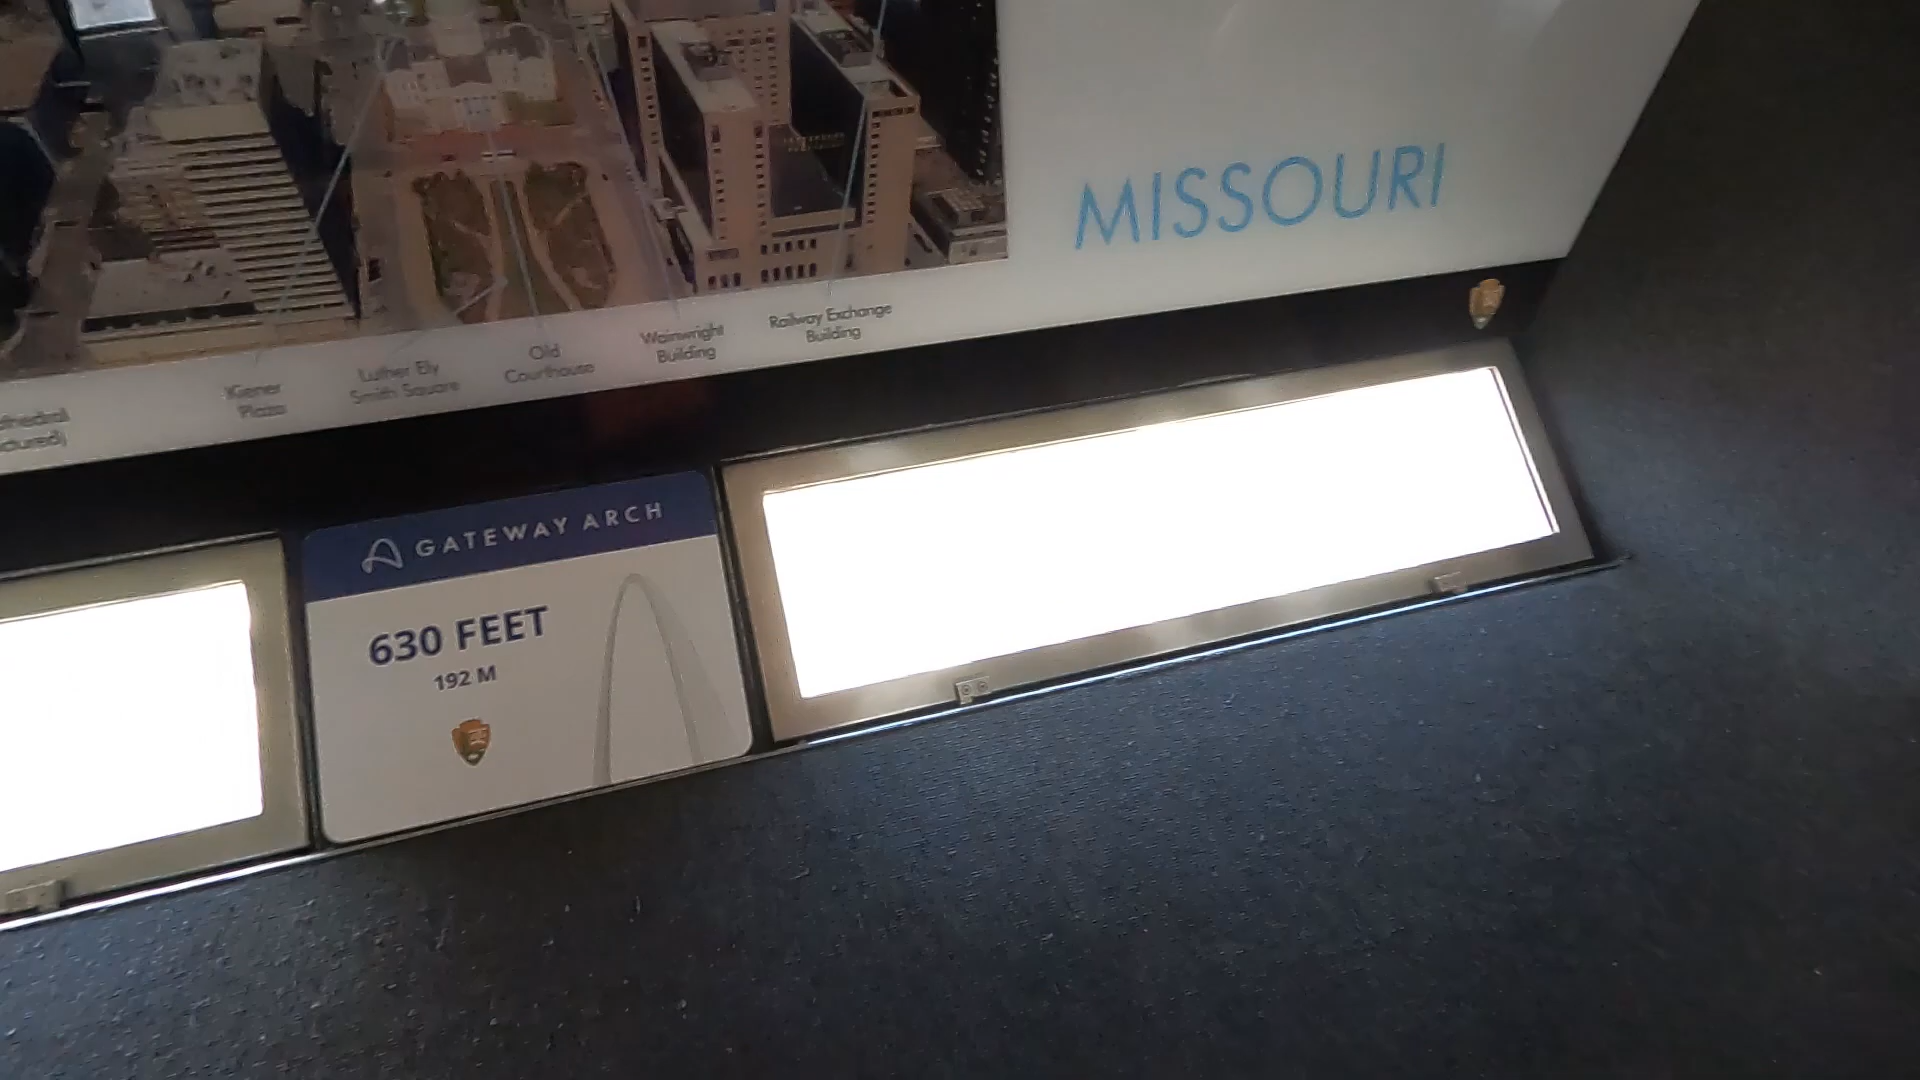 MISSOURI
Kiener
Plaza
Luther Ely
Smith Square
Old
Courthouse
Wainwright
Building
Railway Exchange
Building
GATEWAY ARCH
630 FEET
192 M